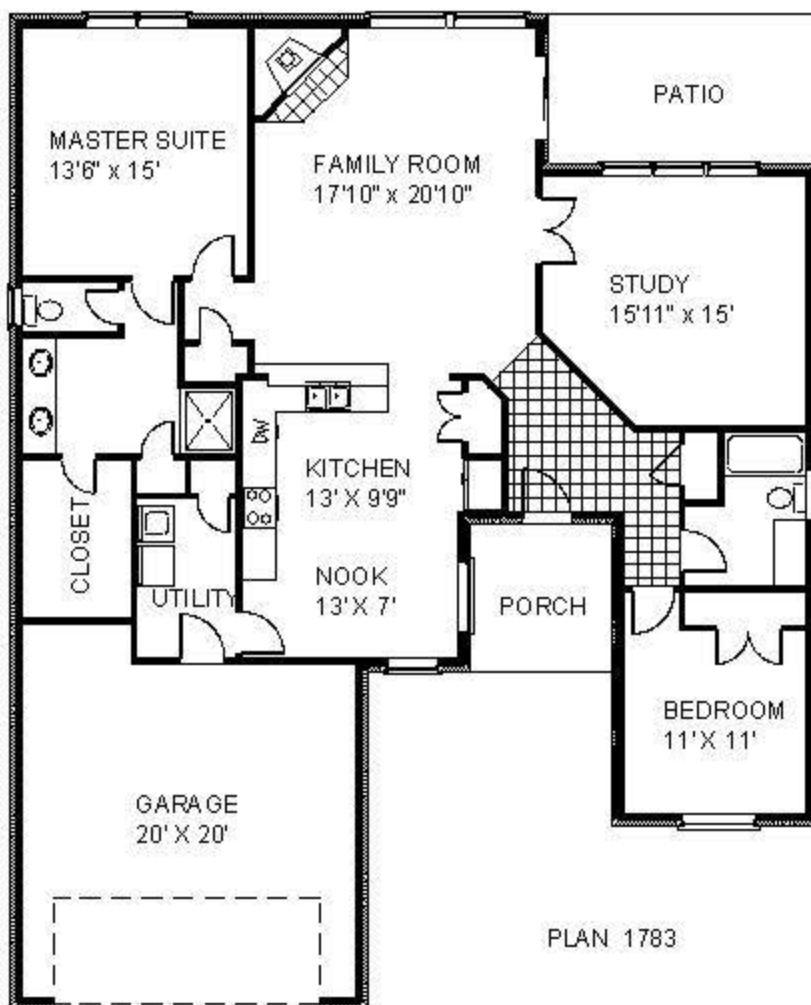 PATIO
MASTER SUITE
13'6" x 15'
FAMILY ROOM
17'10" x 20'10"
STUDY
15'11" x 15'
DW
KITCHEN
13' X 9'9"
CLOSET
NOOK
13' X 7'
UTILITY
PORCH
BEDROOM
11' X 11'
GARAGE
20' X 20'
PLAN 1783